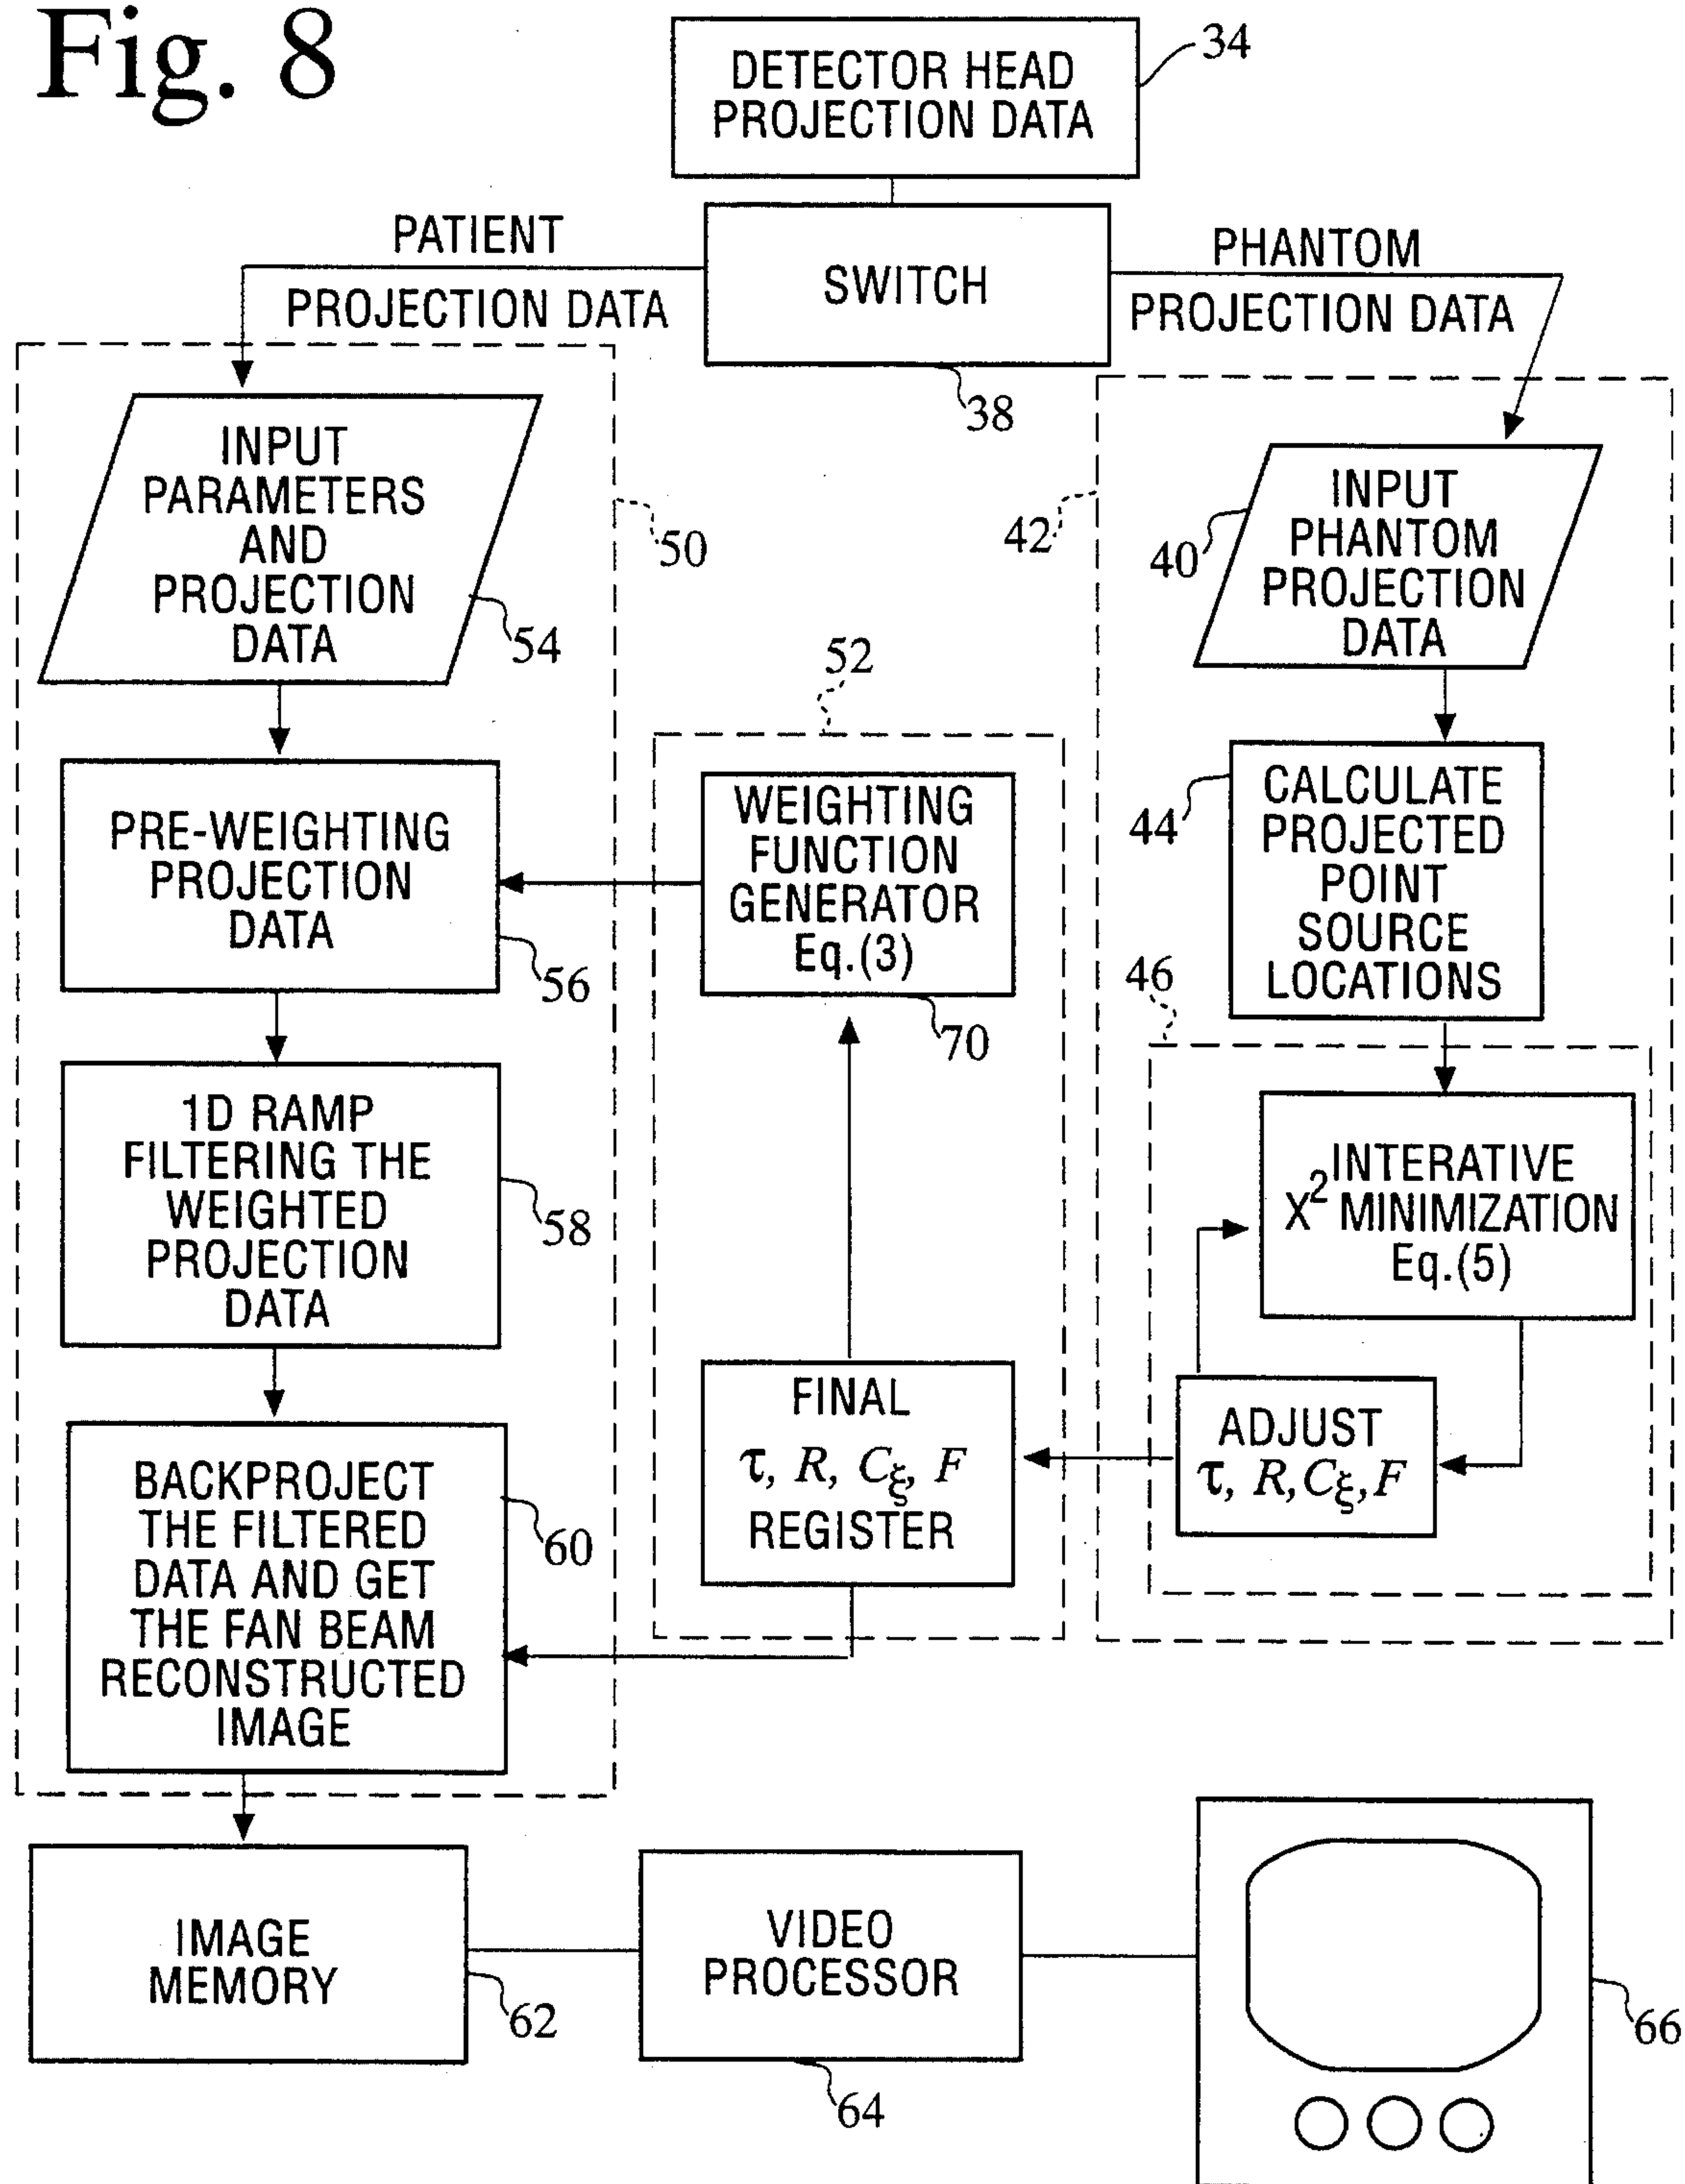 Fig. 8
DETECTOR HEAD
PROJECTION DATA
34
PATIENT
PROJECTION DATA
SWITCH
38
PHANTOM
PROJECTION DATA
INPUT
PARAMETERS
AND
PROJECTION
DATA
54
50
42
40
INPUT
PHANTOM
PROJECTION
DATA
52
PRE-WEIGHTING
PROJECTION
DATA
56
WEIGHTING
FUNCTION
GENERATOR
Eq.(3)
70
44
CALCULATE
PROJECTED
POINT
SOURCE
LOCATIONS
46
1D RAMP
FILTERING THE
WEIGHTED
PROJECTION
DATA
58
INTERATIVE
X² MINIMIZATION
Eq.(5)
FINAL
τ, R, Cξ, F
REGISTER
ADJUST
τ, R, Cξ, F
BACKPROJECT
THE FILTERED
DATA AND GET
THE FAN BEAM
RECONSTRUCTED
IMAGE
60
IMAGE
MEMORY
62
VIDEO
PROCESSOR
64
66